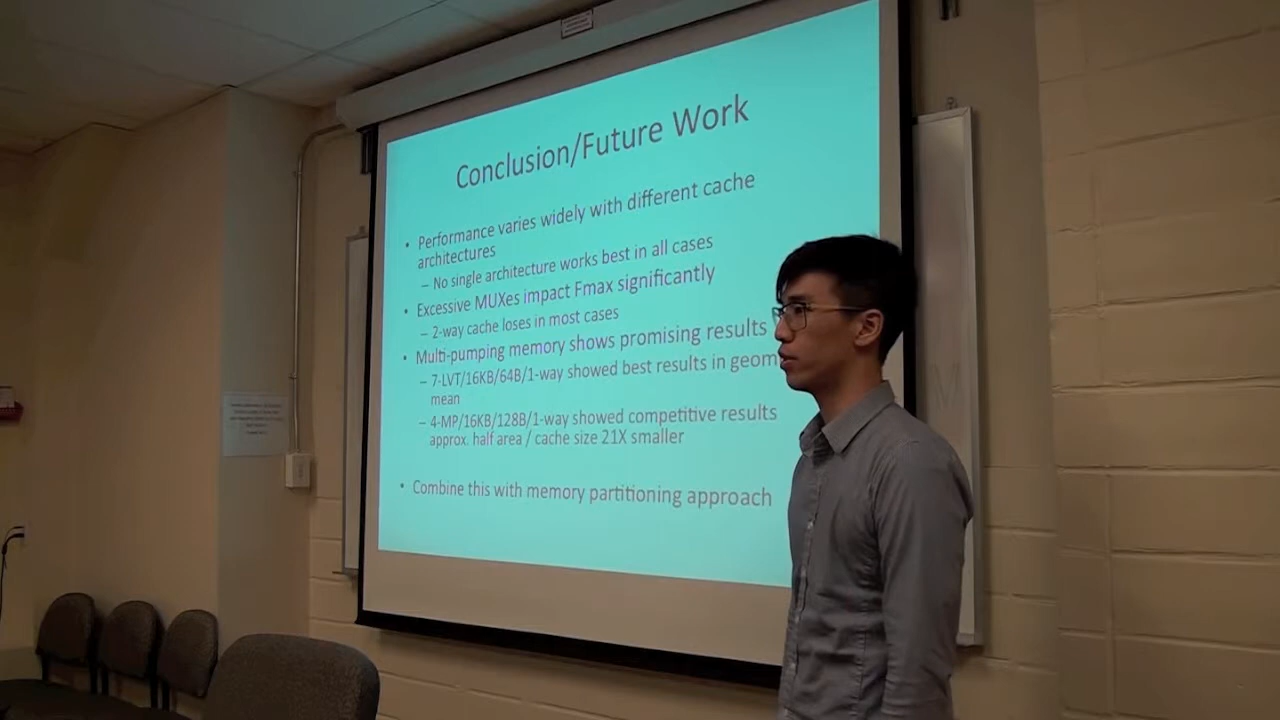 Conclusion/Future Work
• Performance varies widely with different cache
architectures
– No single architecture works best in all cases
• Excessive MUXes impact Fmax significantly
– 2-way cache loses in most cases
• Multi-pumping memory shows promising results
– 7-LVT/16KB/64B/1-way showed best results in geom
mean
– 4-MP/16KB/128B/1-way showed competitive results
approx. half area / cache size 21X smaller
• Combine this with memory partitioning approach